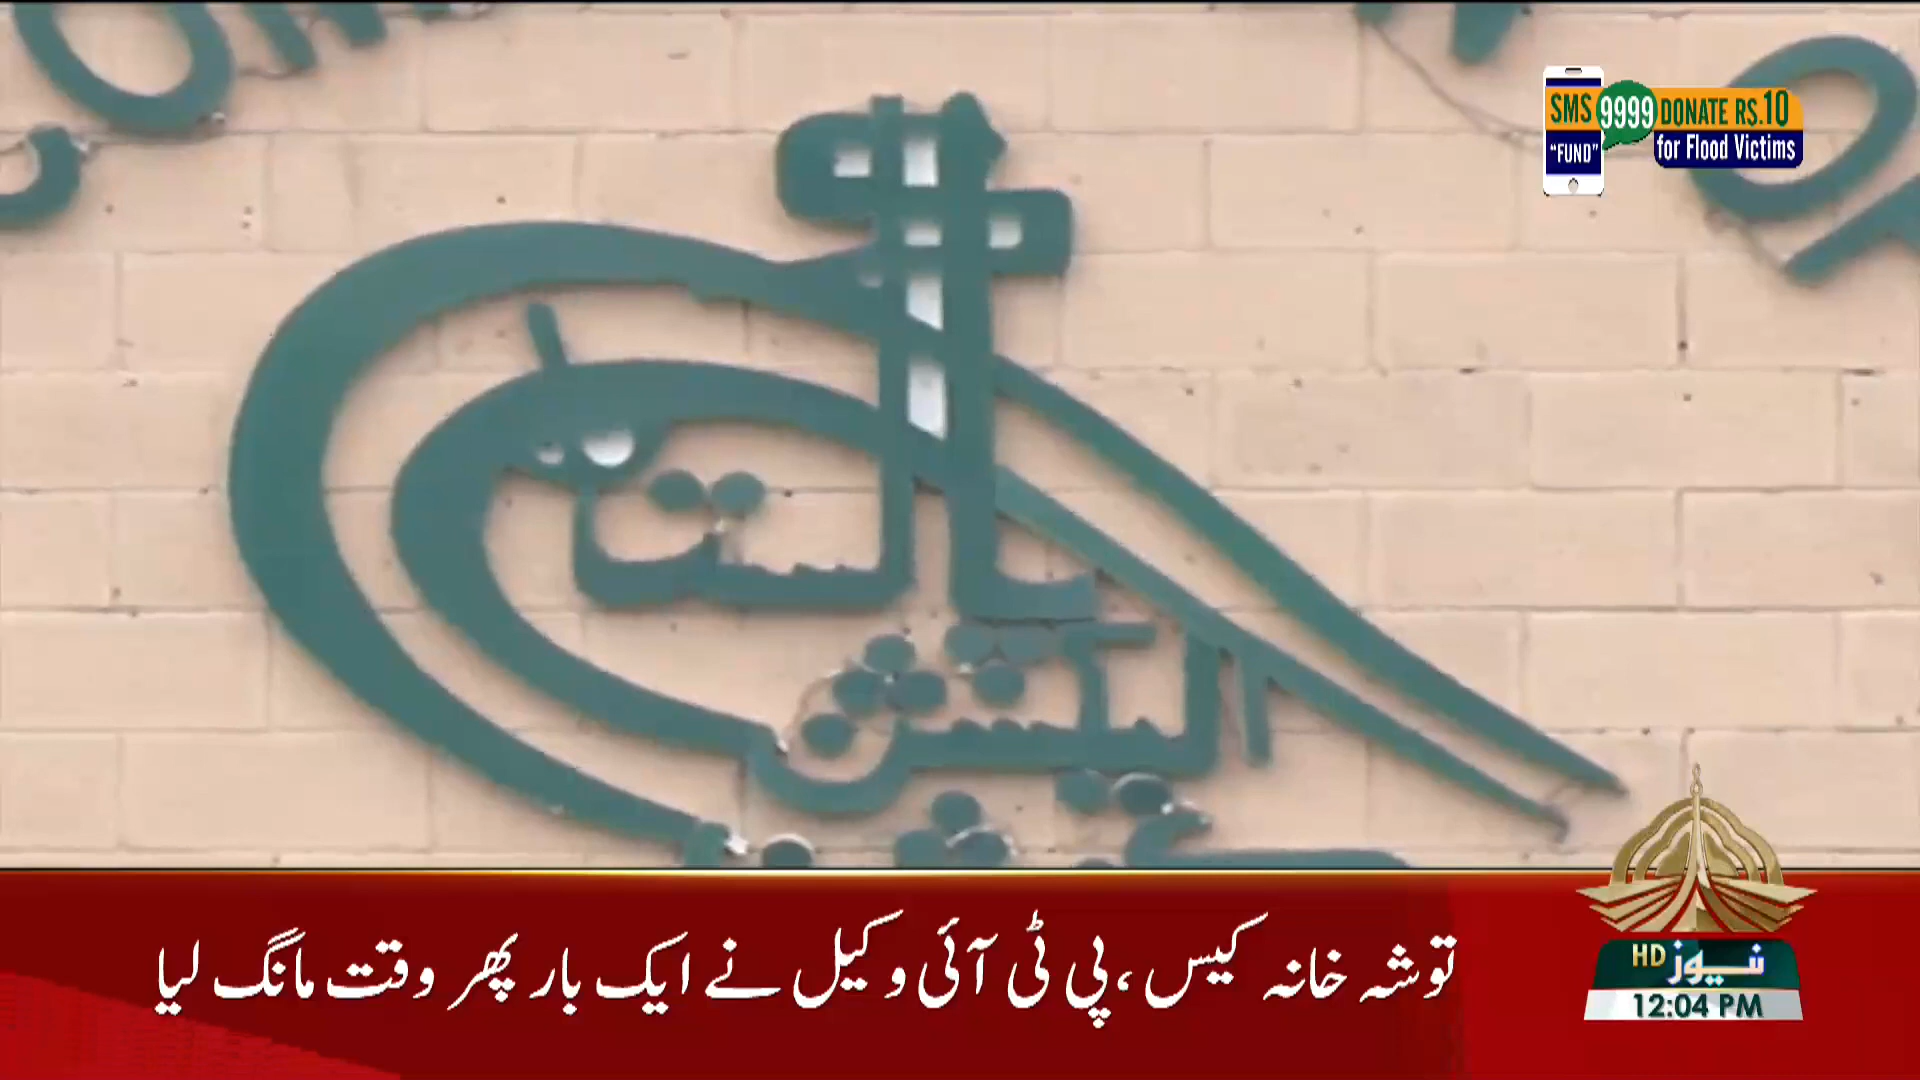 SMS 9999 DONATE RS.10
"FUND" for Flood Victims
الیکشن
توشہ خانہ کیس، پی ٹی آئی وکیل نے ایک بار پھر وقت مانگ لیا
نیوز HD
12:04 PM